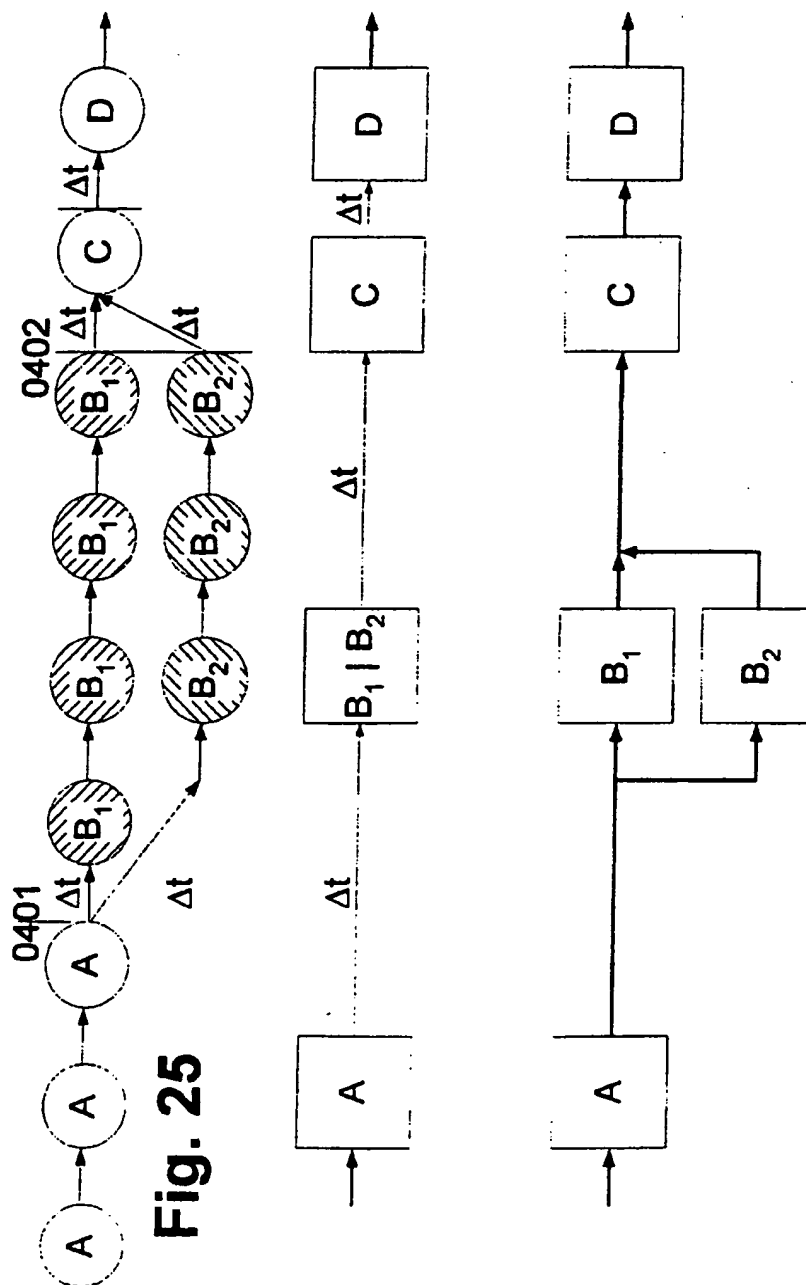 0401
0402
A
A
A
Δt
B₁
B₁
B₁
B₁
Δt
C
Δt
D
Δt
B₂
B₂
B₂
Δt
Fig. 25
A
Δt
B₁ | B₂
Δt
C
Δt
D
A
B₁
C
D
B₂